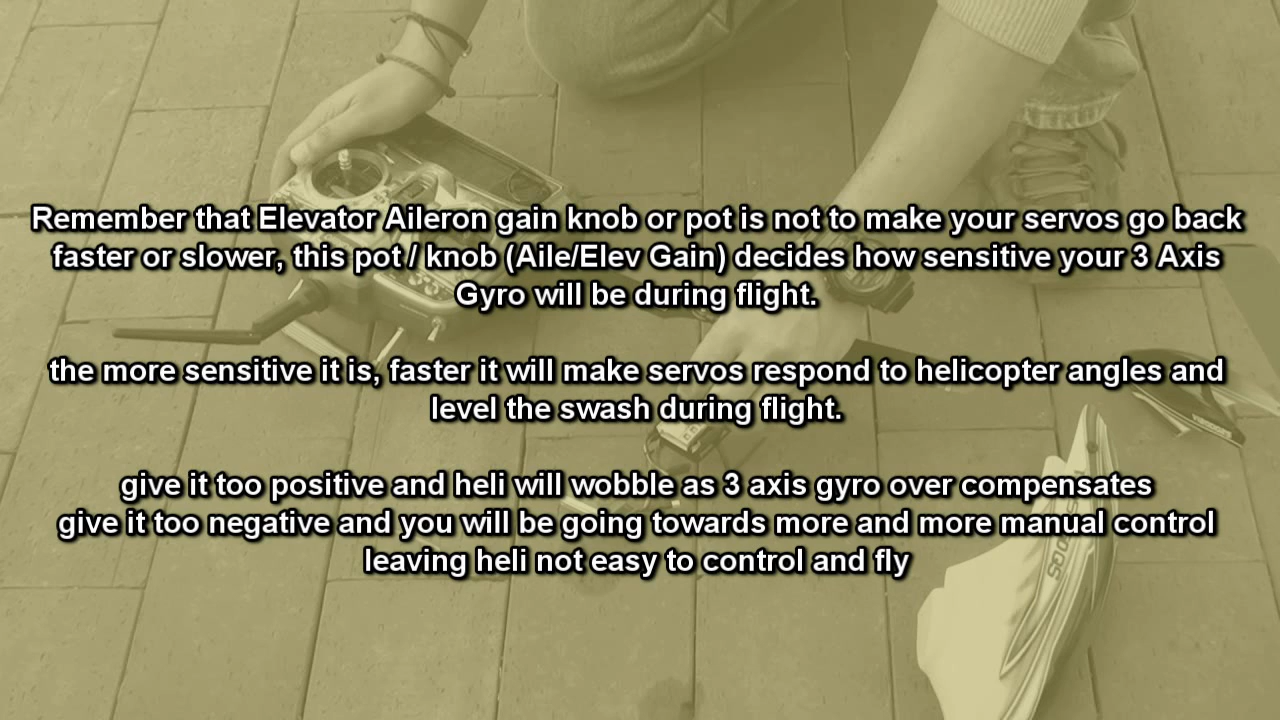 Remember that Elevator Aileron gain knob or pot is not to make your servos go back
faster or slower, this pot / knob (Aile/Elev Gain) decides how sensitive your 3 Axis
Gyro will be during flight.
the more sensitive it is, faster it will make servos respond to helicopter angles and
level the swash during flight.
give it too positive and heli will wobble as 3 axis gyro over compensates
give it too negative and you will be going towards more and more manual control
leaving heli not easy to control and fly